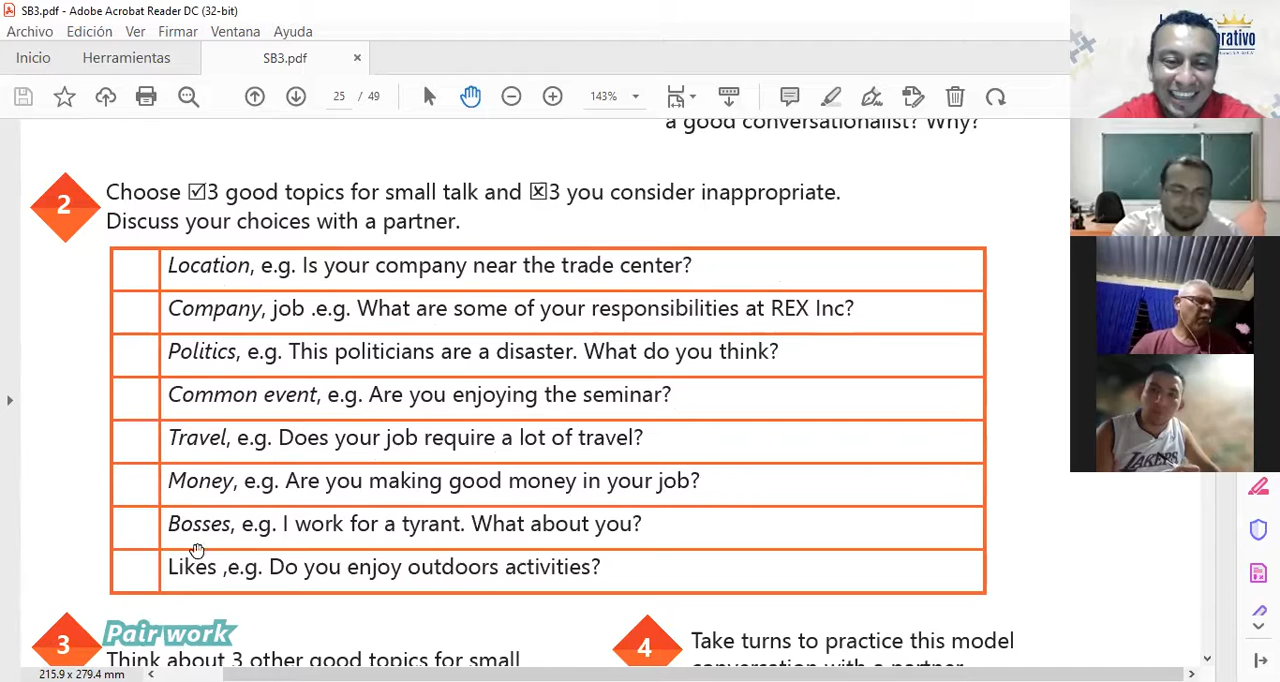 SB3.pdf - Adobe Acrobat Reader DC (32-bit)
Archivo Edición Ver Firmar Ventana Ayuda
Inicio Herramientas SB3.pdf ×
25 / 49 143%
a good conversationalist? Why?
2 Choose ☑3 good topics for small talk and ☒3 you consider inappropriate.
Discuss your choices with a partner.
Location, e.g. Is your company near the trade center?
Company, job .e.g. What are some of your responsibilities at REX Inc?
Politics, e.g. This politicians are a disaster. What do you think?
Common event, e.g. Are you enjoying the seminar?
Travel, e.g. Does your job require a lot of travel?
Money, e.g. Are you making good money in your job?
Bosses, e.g. I work for a tyrant. What about you?
Likes ,e.g. Do you enjoy outdoors activities?
3 Pair work
Think about 3 other good topics for small
4 Take turns to practice this model
conversation with a partner
215.9 x 279.4 mm
LAKERS